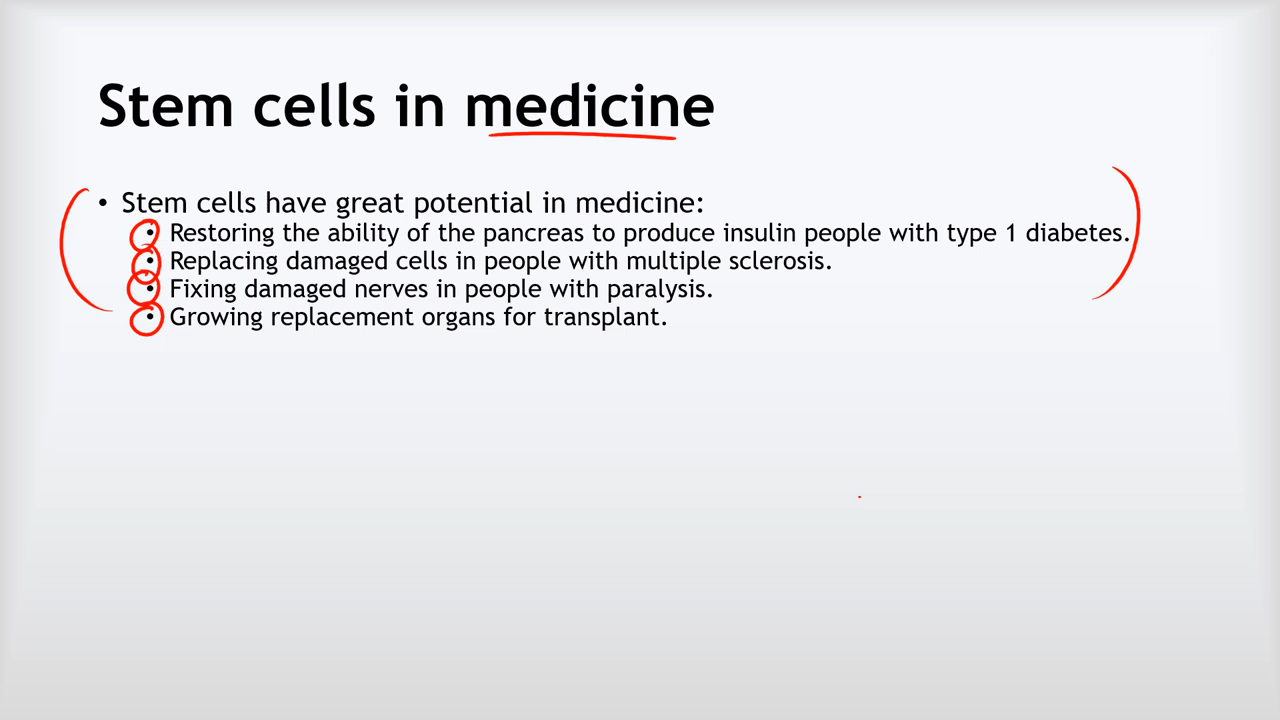 Stem cells in medicine
• Stem cells have great potential in medicine:
• Restoring the ability of the pancreas to produce insulin people with type 1 diabetes.
• Replacing damaged cells in people with multiple sclerosis.
• Fixing damaged nerves in people with paralysis.
• Growing replacement organs for transplant.